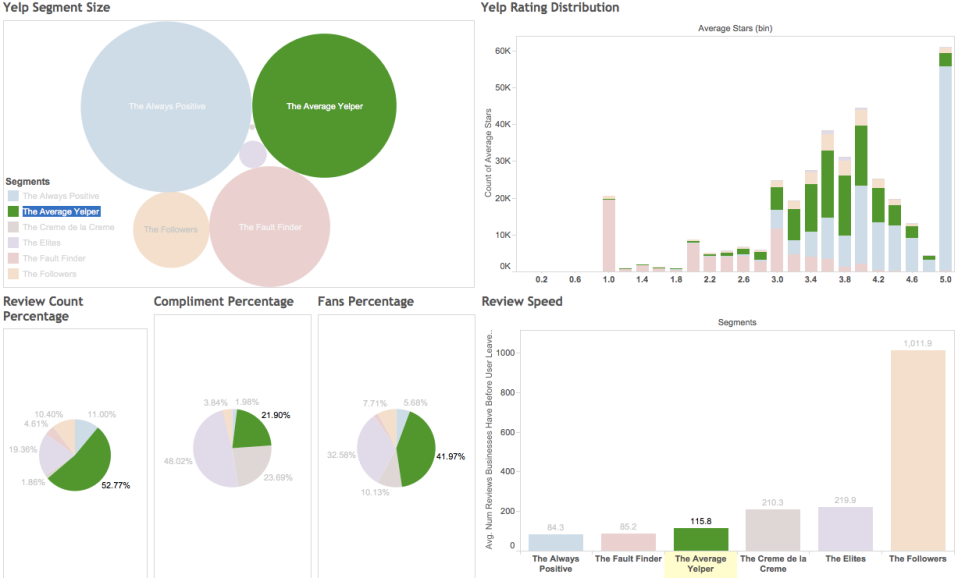 Yelp Segment Size
The Always Positive
The Average Yelper
The Followers
The Fault Finder
Segments
The Always Positive
The Average Yelper
The Creme de la Creme
The Elites
The Fault Finder
The Followers
Yelp Rating Distribution
Average Stars (bin)
Count of Average Stars
60K
50K
40K
30K
20K
10K
0K
0.2 0.6 1.0 1.4 1.8 2.2 2.6 3.0 3.4 3.8 4.2 4.6 5.0
Review Count
Percentage
10.40% 11.00%
4.61%
19.36%
1.86%
52.77%
Compliment Percentage
3.84% 1.98%
21.90%
48.02%
23.69%
Fans Percentage
7.71% 5.68%
32.58% 41.97%
10.13%
Review Speed
Segments
Avg. Num Reviews Businesses Have Before User Leave..
1000
800
600
400
200
0
84.3 85.2 115.8 210.3 219.9 1,011.9
The Always
Positive
The Fault Finder
The Average
Yelper
The Creme de la
Creme
The Elites
The Followers